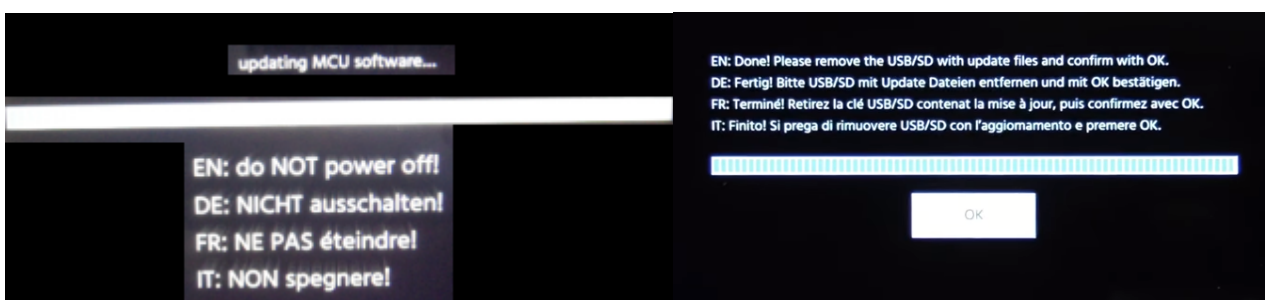 updating MCU software...
EN: do NOT power off!
DE: NICHT ausschalten!
FR: NE PAS éteindre!
IT: NON spegnere!
EN: Done! Please remove the USB/SD with update files and confirm with OK.
DE: Fertig! Bitte USB/SD mit Update Dateien entfernen und mit OK bestätigen.
FR: Terminé! Retirez la clé USB/SD contenat la mise à jour, puis confirmez avec OK.
IT: Finito! Si prega di rimuovere USB/SD con l'aggiornamento e premere OK.
OK